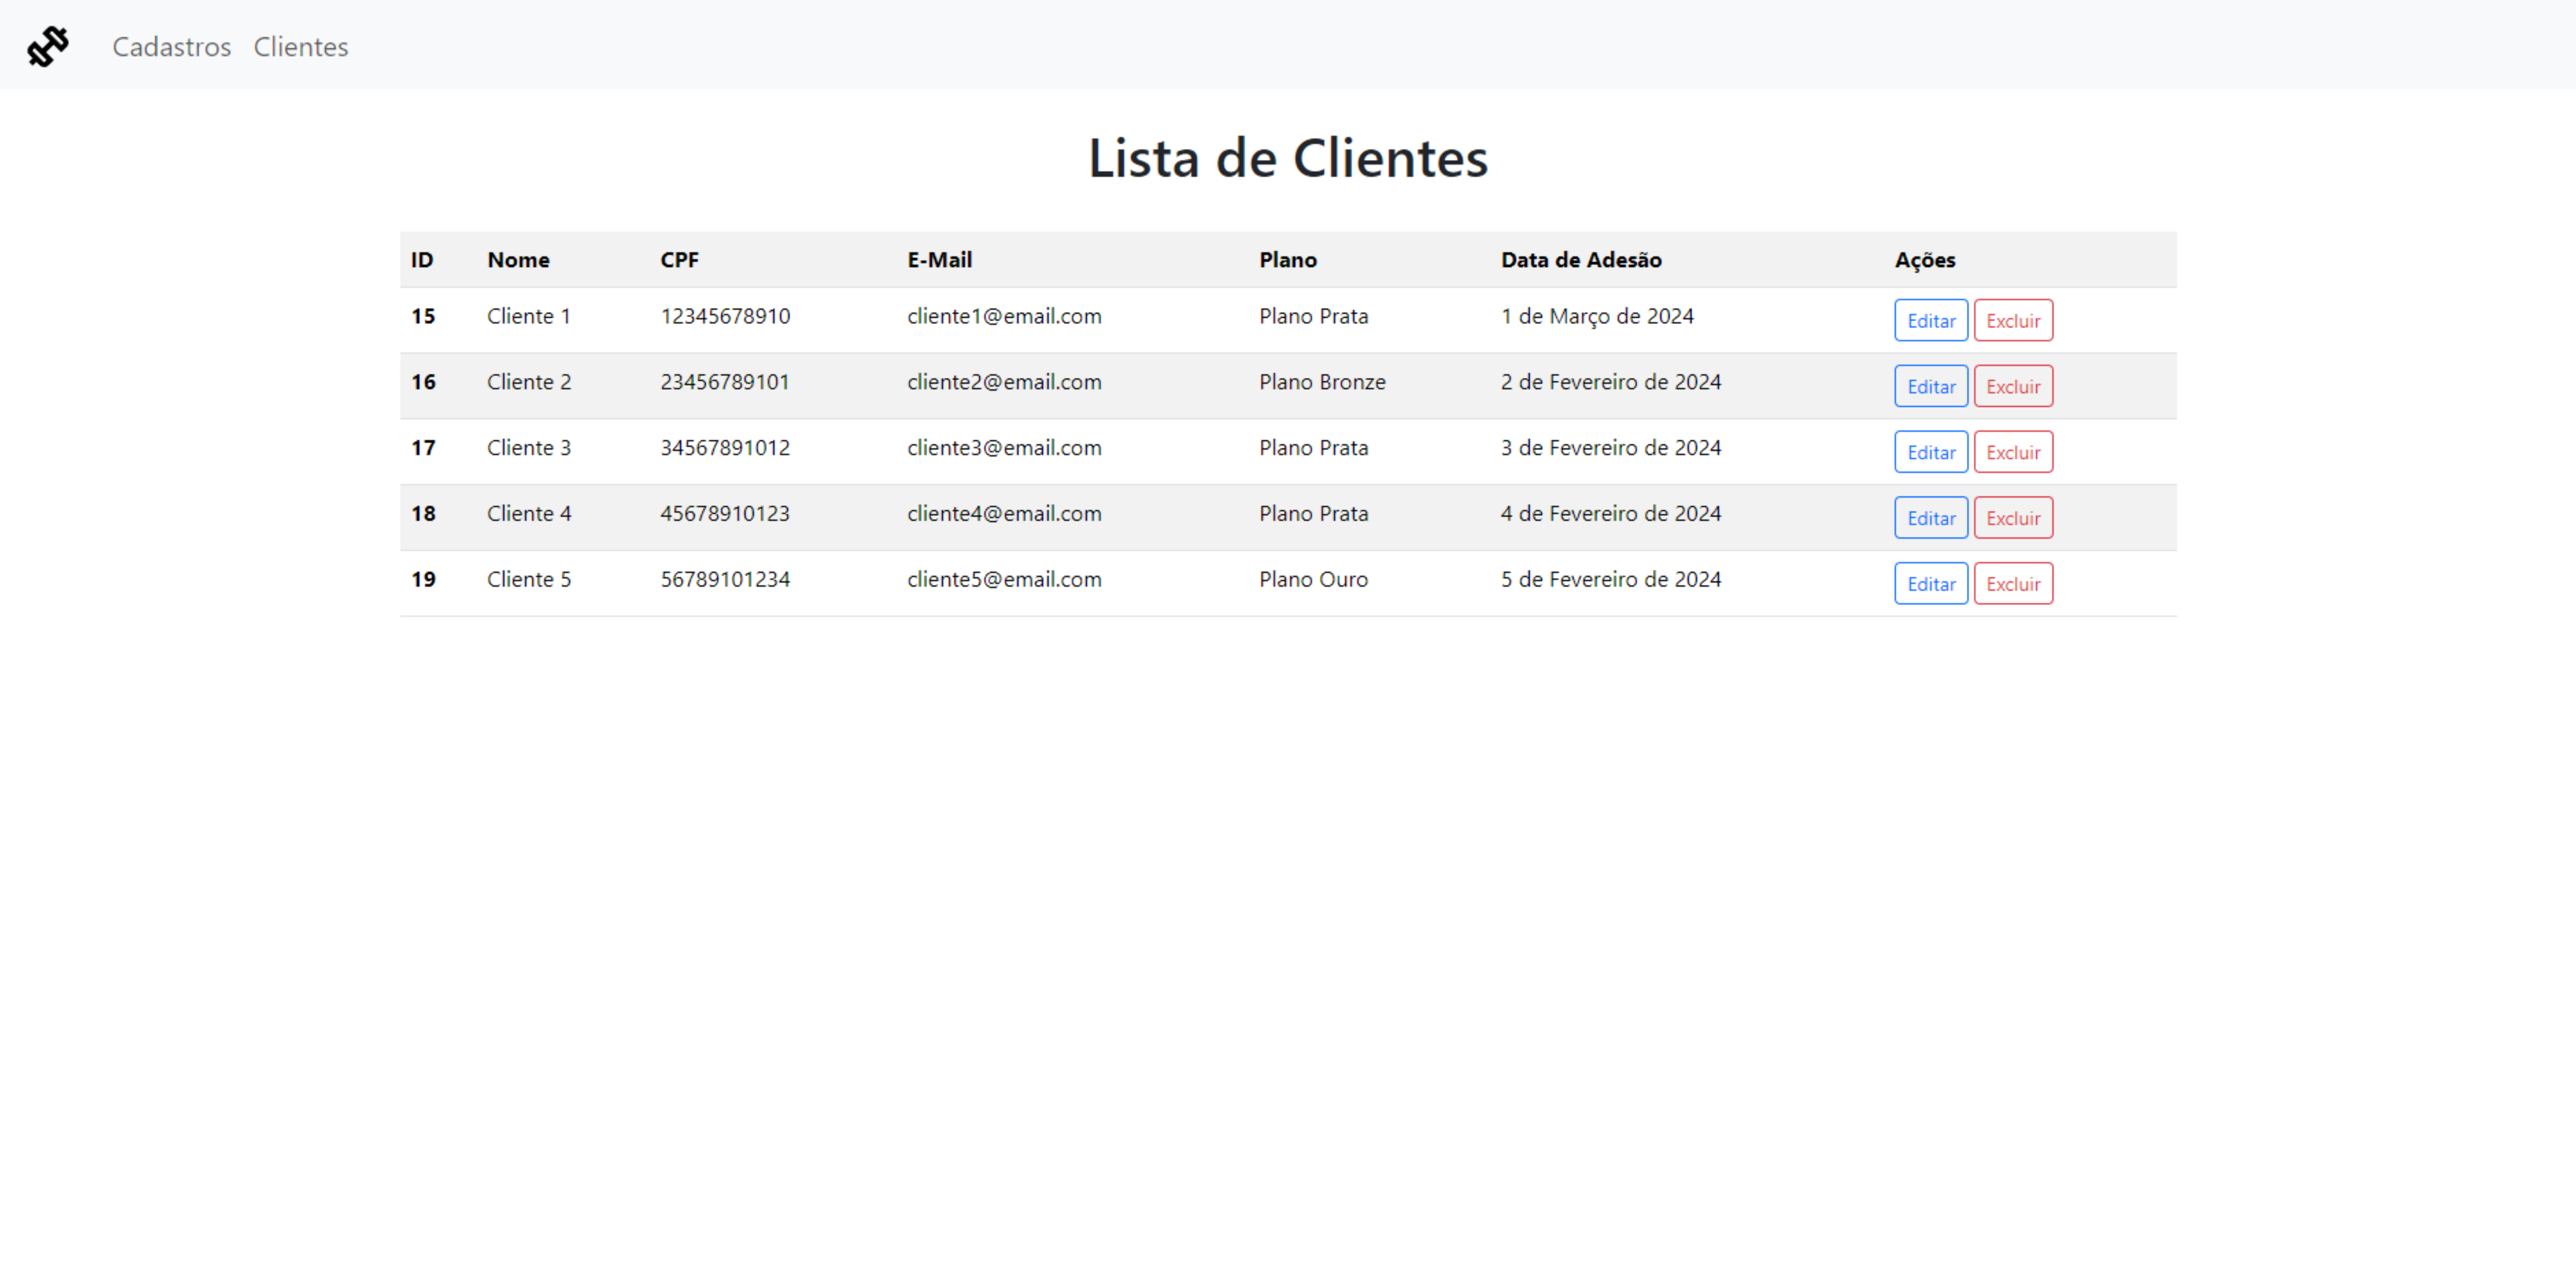 Cadastros Clientes
Lista de Clientes
ID Nome CPF E-Mail Plano Data de Adesão Ações
15 Cliente 1 12345678910 cliente1@email.com Plano Prata 1 de Março de 2024 Editar Excluir
16 Cliente 2 23456789101 cliente2@email.com Plano Bronze 2 de Fevereiro de 2024 Editar Excluir
17 Cliente 3 34567891012 cliente3@email.com Plano Prata 3 de Fevereiro de 2024 Editar Excluir
18 Cliente 4 45678910123 cliente4@email.com Plano Prata 4 de Fevereiro de 2024 Editar Excluir
19 Cliente 5 56789101234 cliente5@email.com Plano Ouro 5 de Fevereiro de 2024 Editar Excluir